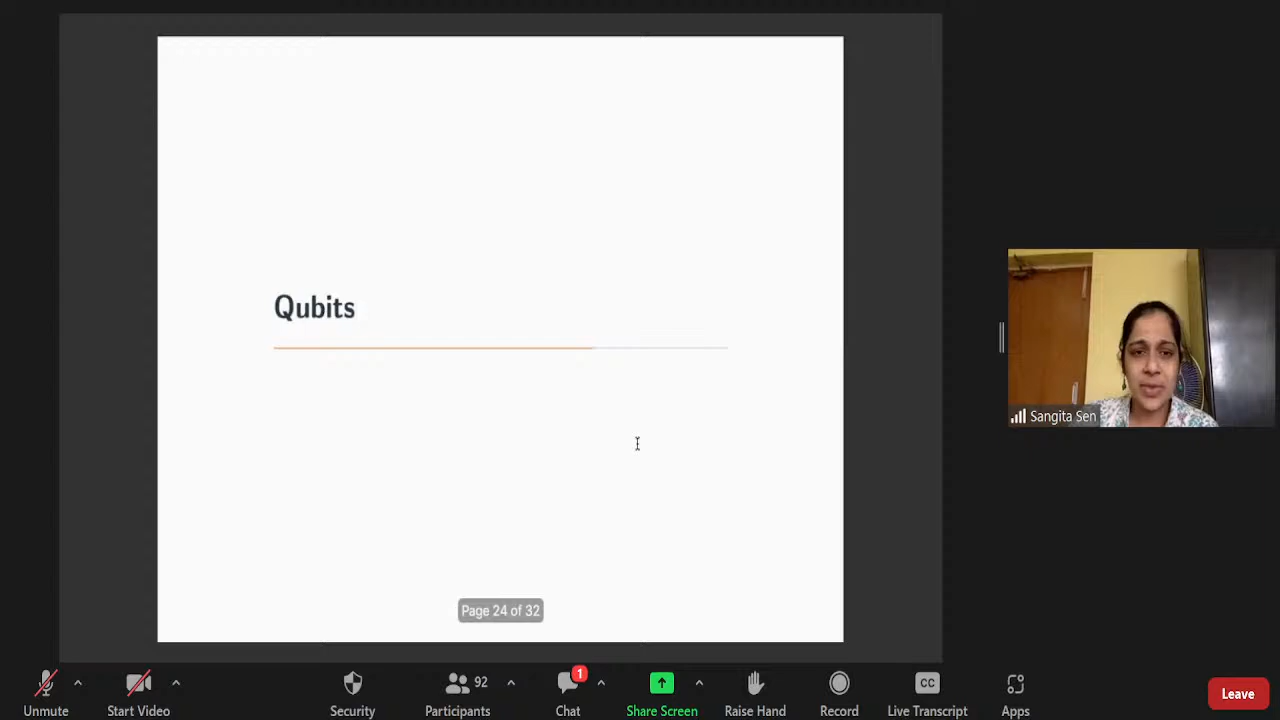 Qubits
Page 24 of 32
Sangita Sen
92
1
CC
Unmute
Start Video
Security
Participants
Chat
Share Screen
Raise Hand
Record
Live Transcript
Apps
Leave